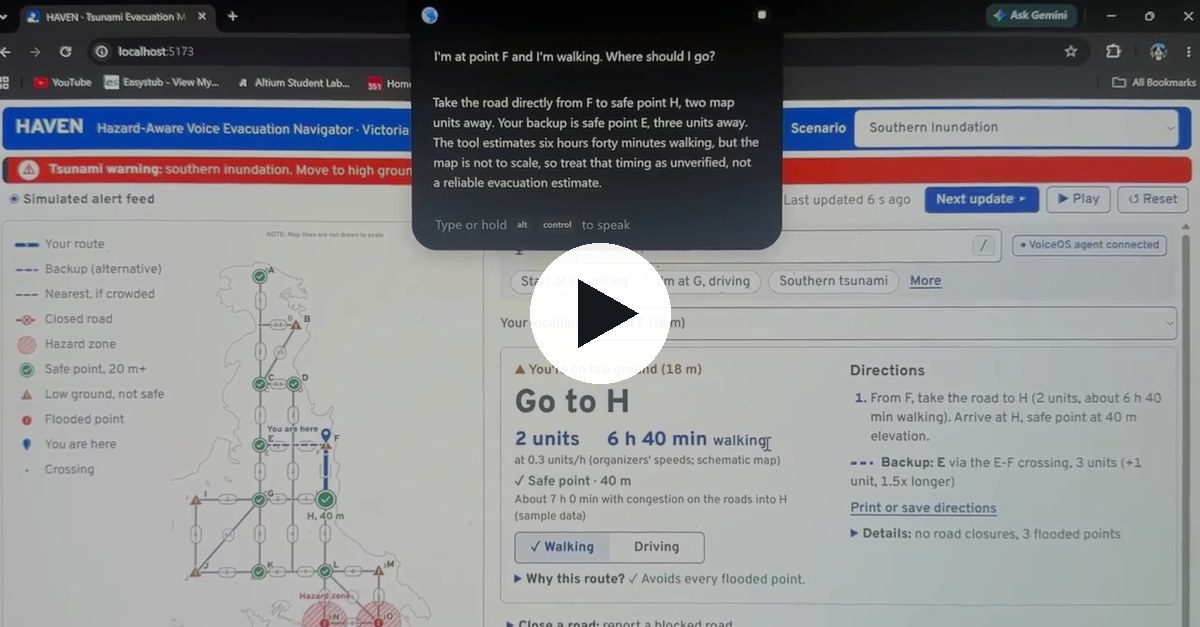 HAVEN - Tsunami Evacuation M
Ask Gemini
localhost:5173
YouTube
Easystub - View My...
Altium Student Lab...
Home
All Bookmarks
I'm at point F and I'm walking. Where should I go?
Take the road directly from F to safe point H, two map
units away. Your backup is safe point E, three units away.
The tool estimates six hours forty minutes walking, but the
map is not to scale, so treat that timing as unverified, not
a reliable evacuation estimate.
Type or hold alt control to speak
HAVEN Hazard-Aware Voice Evacuation Navigator · Victoria
Scenario Southern Inundation
Tsunami warning: southern inundation. Move to high groun
Simulated alert feed
Last updated 6 s ago
Next update
Play
Reset
Your route
Backup (alternative)
Nearest, if crowded
Closed road
Hazard zone
Safe point, 20 m+
Low ground, not safe
Flooded point
You are here
Crossing
NOTE: Map lines are not drawn to scale
A
B
C
D
You are here
E
F
I
G
H, 40 m
J
K
L
M
Hazard zone
N
O
/
• VoiceOS agent connected
at G, driving
Southern tsunami
More
▲ You're on low ground (18 m)
Go to H
2 units 6 h 40 min walking
at 0.3 units/h (organizers' speeds; schematic map)
✓ Safe point · 40 m
About 7 h 0 min with congestion on the roads into H
(sample data)
✓ Walking
Driving
Why this route? ✓ Avoids every flooded point.
Directions
1. From F, take the road to H (2 units, about 6 h 40
min walking). Arrive at H, safe point at 40 m
elevation.
Backup: E via the E-F crossing, 3 units (+1
unit, 1.5x longer)
Print or save directions
Details: no road closures, 3 flooded points
Close a road: report a blocked road